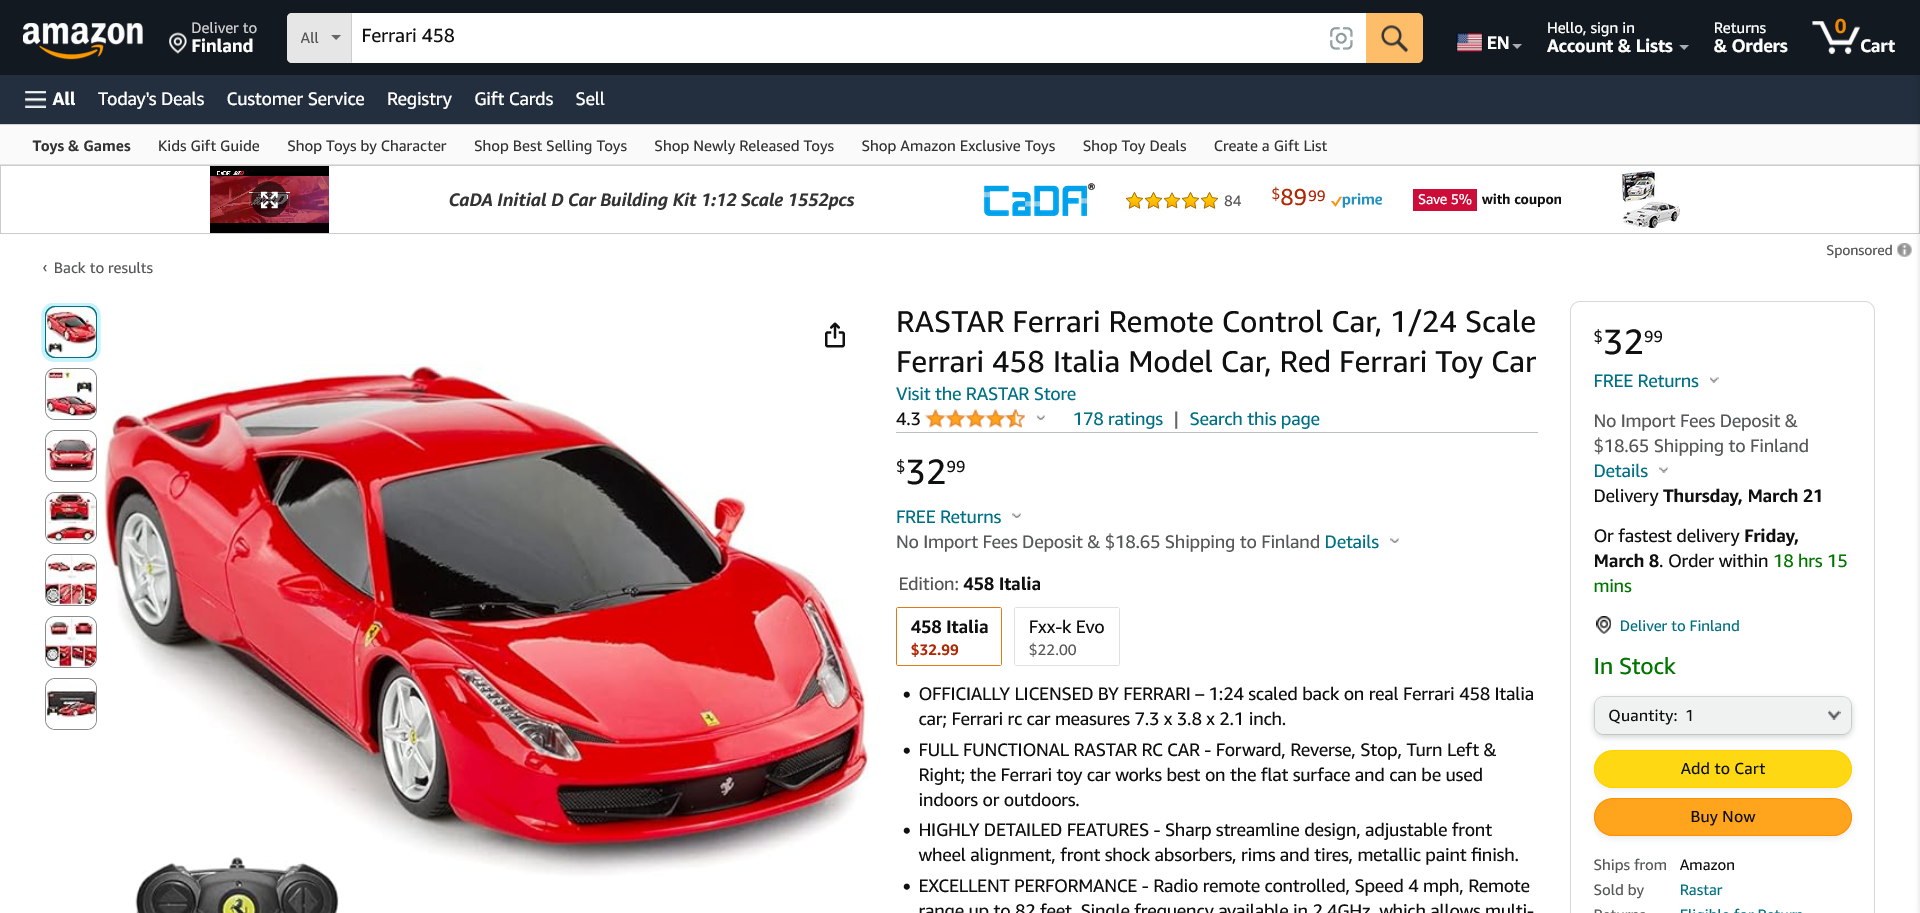 amazon
Deliver to
Finland
All
Ferrari 458
EN
Hello, sign in
Account & Lists
Returns
& Orders
0
Cart
All
Today's Deals
Customer Service
Registry
Gift Cards
Sell
Toys & Games
Kids Gift Guide
Shop Toys by Character
Shop Best Selling Toys
Shop Newly Released Toys
Shop Amazon Exclusive Toys
Shop Toy Deals
Create a Gift List
CaDA Initial D Car Building Kit 1:12 Scale 1552pcs
CaDA®
84
$8999
prime
Save 5% with coupon
Sponsored
‹ Back to results
RASTAR Ferrari Remote Control Car, 1/24 Scale
Ferrari 458 Italia Model Car, Red Ferrari Toy Car
Visit the RASTAR Store
4.3
178 ratings | Search this page
$3299
FREE Returns
No Import Fees Deposit & $18.65 Shipping to Finland Details
Edition: 458 Italia
458 Italia
$32.99
Fxx-k Evo
$22.00
• OFFICIALLY LICENSED BY FERRARI – 1:24 scaled back on real Ferrari 458 Italia
car; Ferrari rc car measures 7.3 x 3.8 x 2.1 inch.
• FULL FUNCTIONAL RASTAR RC CAR - Forward, Reverse, Stop, Turn Left &
Right; the Ferrari toy car works best on the flat surface and can be used
indoors or outdoors.
• HIGHLY DETAILED FEATURES - Sharp streamline design, adjustable front
wheel alignment, front shock absorbers, rims and tires, metallic paint finish.
• EXCELLENT PERFORMANCE - Radio remote controlled, Speed 4 mph, Remote
range up to 82 feet. Single frequency available in 2.4GHz, which allows multi-
$3299
FREE Returns
No Import Fees Deposit &
$18.65 Shipping to Finland
Details
Delivery Thursday, March 21
Or fastest delivery Friday,
March 8. Order within 18 hrs 15
mins
Deliver to Finland
In Stock
Quantity: 1
Add to Cart
Buy Now
Ships from Amazon
Sold by Rastar
Returns Eligible for Return